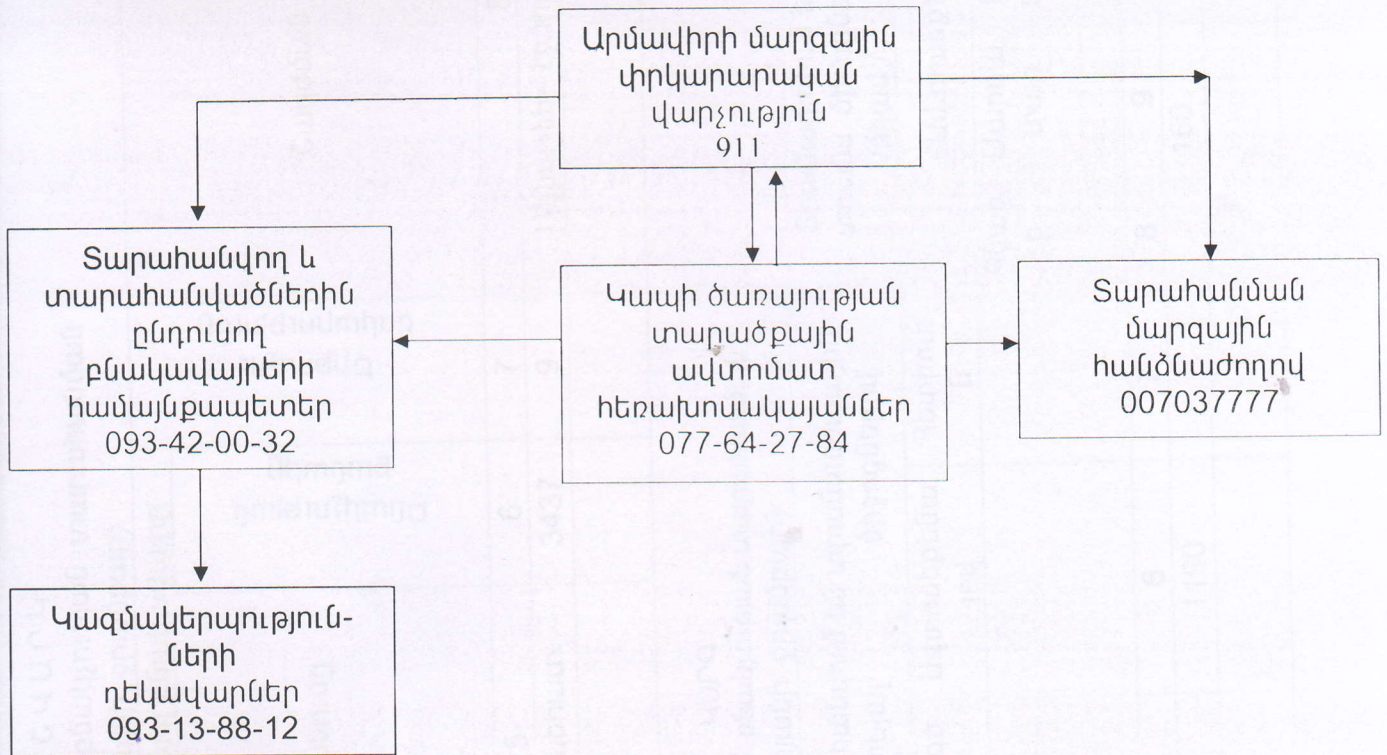 Արմավիրի մարզային
փրկարարական
վարչություն
911
Տարահանվող և
տարահանվածներին
ընդունող
բնակավայրերի
համայնքապետեր
093-42-00-32
Կապի ծառայության
տարածքային
ավտոմատ
հեռախոսակայաններ
077-64-27-84
Տարահանման
մարզային
հանձնաժողով
007037777
Կազմակերպություն-
ների
ղեկավարներ
093-13-88-12